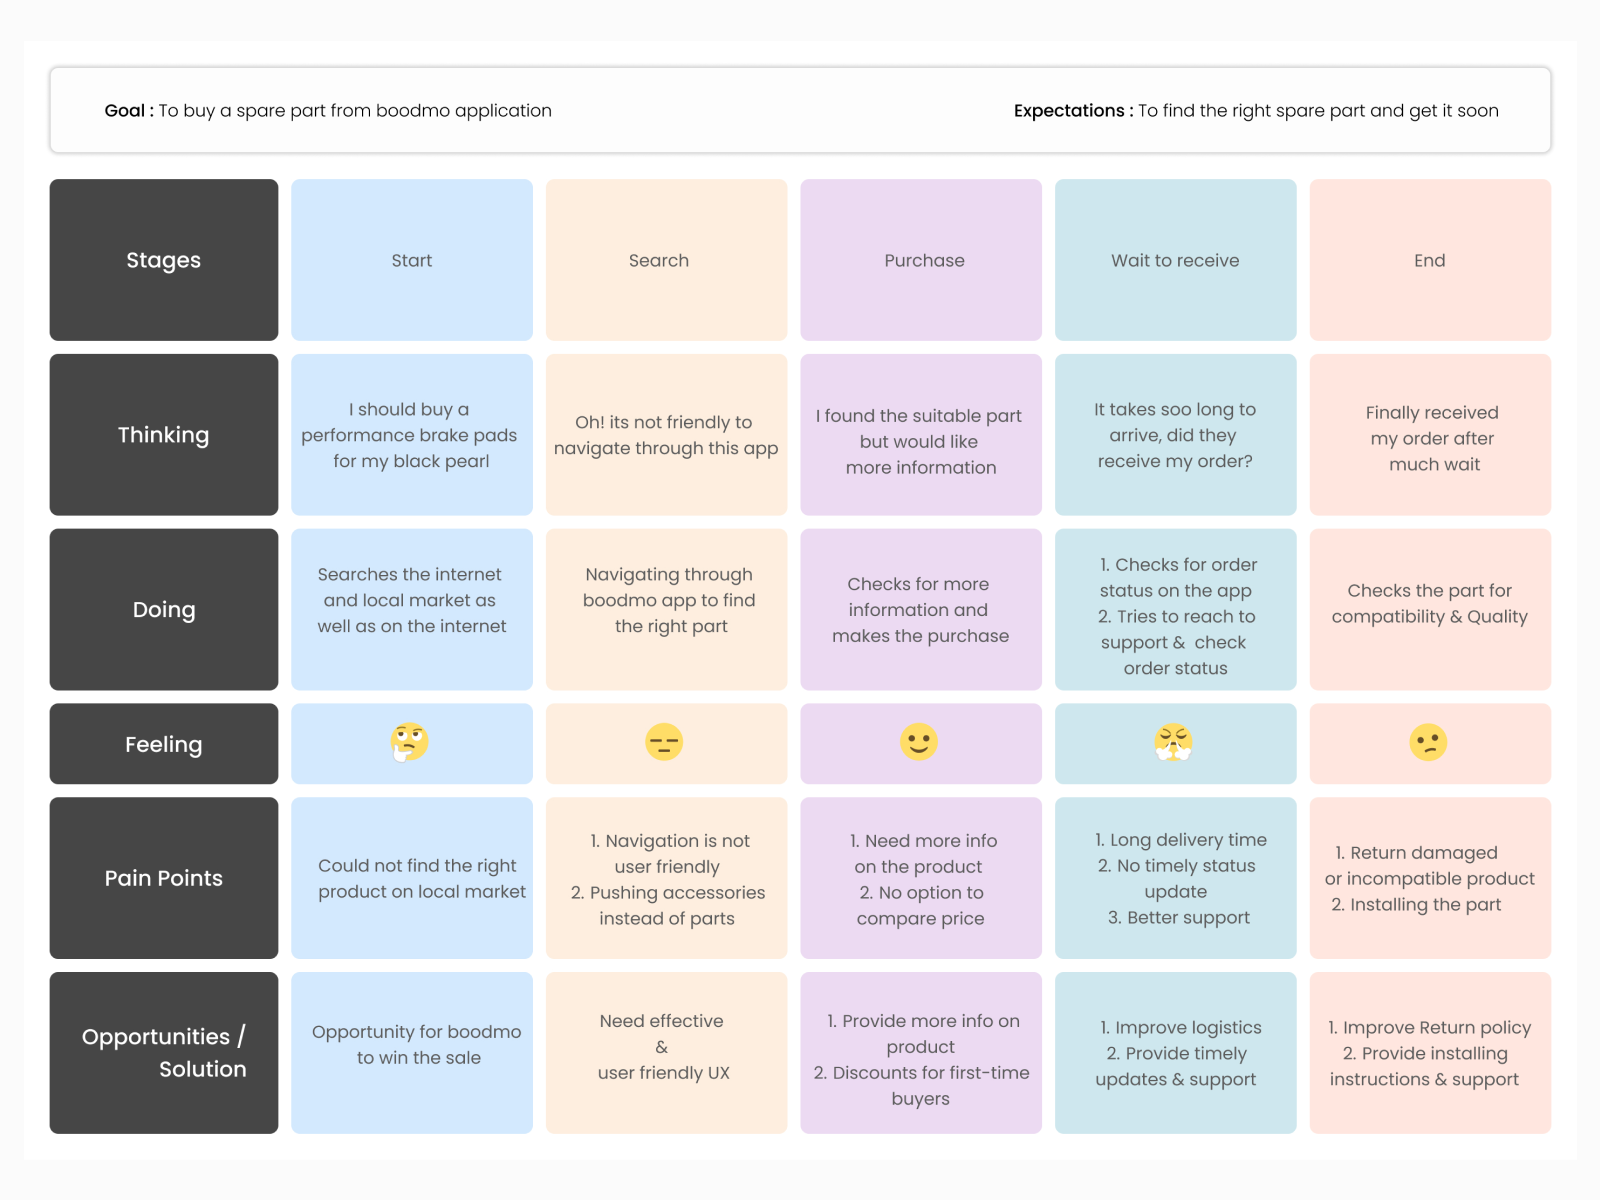 Goal : To buy a spare part from boodmo application
Expectations : To find the right spare part and get it soon
Stages
Start
Search
Purchase
Wait to receive
End
Thinking
I should buy a
performance brake pads
for my black pearl
Oh! its not friendly to
navigate through this app
I found the suitable part
but would like
more information
It takes soo long to
arrive, did they
receive my order?
Finally received
my order after
much wait
Doing
Searches the internet
and local market as
well as on the internet
Navigating through
boodmo app to find
the right part
Checks for more
information and
makes the purchase
1. Checks for order
status on the app
2. Tries to reach to
support & check
order status
Checks the part for
compatibility & Quality
Feeling
Pain Points
Could not find the right
product on local market
1. Navigation is not
user friendly
2. Pushing accessories
instead of parts
1. Need more info
on the product
2. No option to
compare price
1. Long delivery time
2. No timely status
update
3. Better support
1. Return damaged
or incompatible product
2. Installing the part
Opportunities /
Solution
Opportunity for boodmo
to win the sale
Need effective
&
user friendly UX
1. Provide more info on
product
2. Discounts for first-time
buyers
1. Improve logistics
2. Provide timely
updates & support
1. Improve Return policy
2. Provide installing
instructions & support